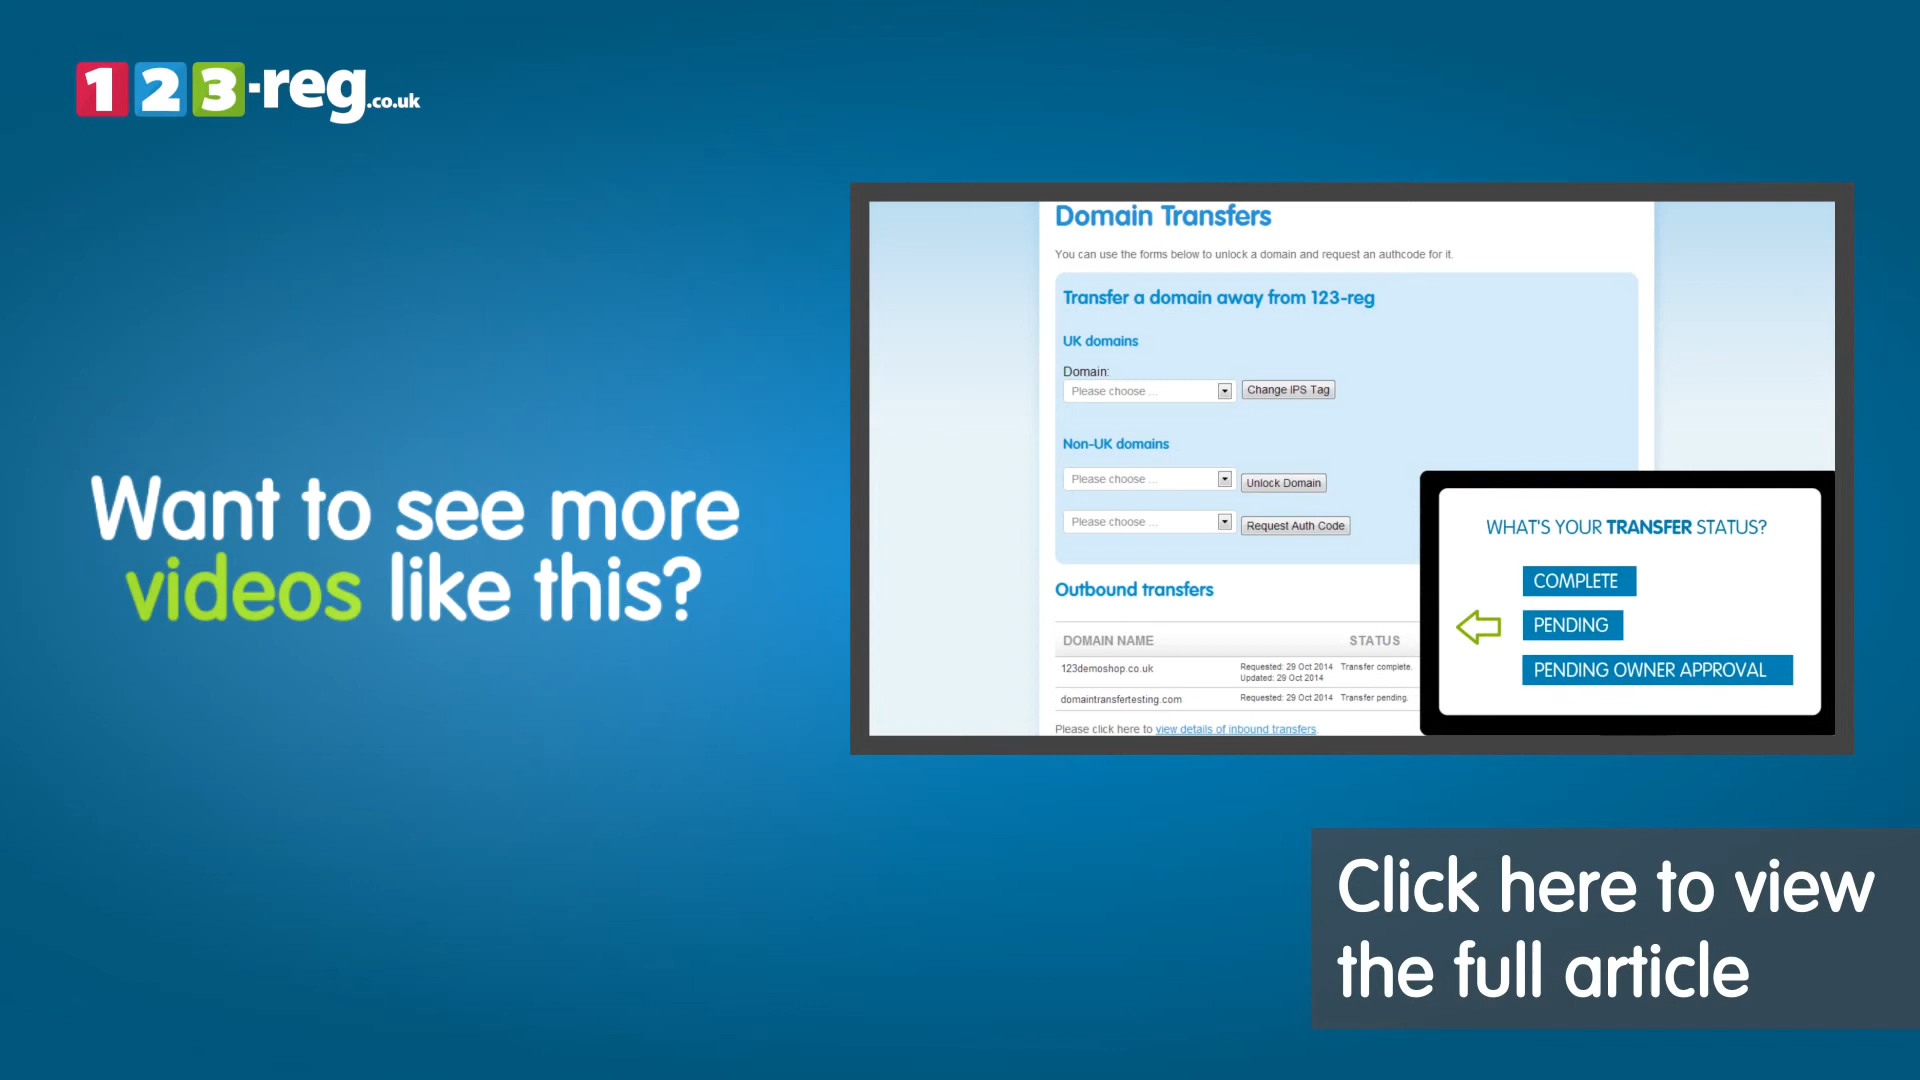 123-reg.co.uk
Domain Transfers
You can use the forms below to unlock a domain and request an authcode for it.
Transfer a domain away from 123-reg
UK domains
Domain:
Please choose ... Change IPS Tag
Non-UK domains
Please choose ... Unlock Domain
Please choose ... Request Auth Code
Outbound transfers
DOMAIN NAME STATUS
123demoshop.co.uk Requested: 29 Oct 2014 Transfer complete.
Updated: 29 Oct 2014
domaintransfertesting.com Requested: 29 Oct 2014 Transfer pending.
Please click here to view details of inbound transfers.
WHAT'S YOUR TRANSFER STATUS?
COMPLETE
PENDING
PENDING OWNER APPROVAL
Want to see more
videos like this?
Click here to view
the full article